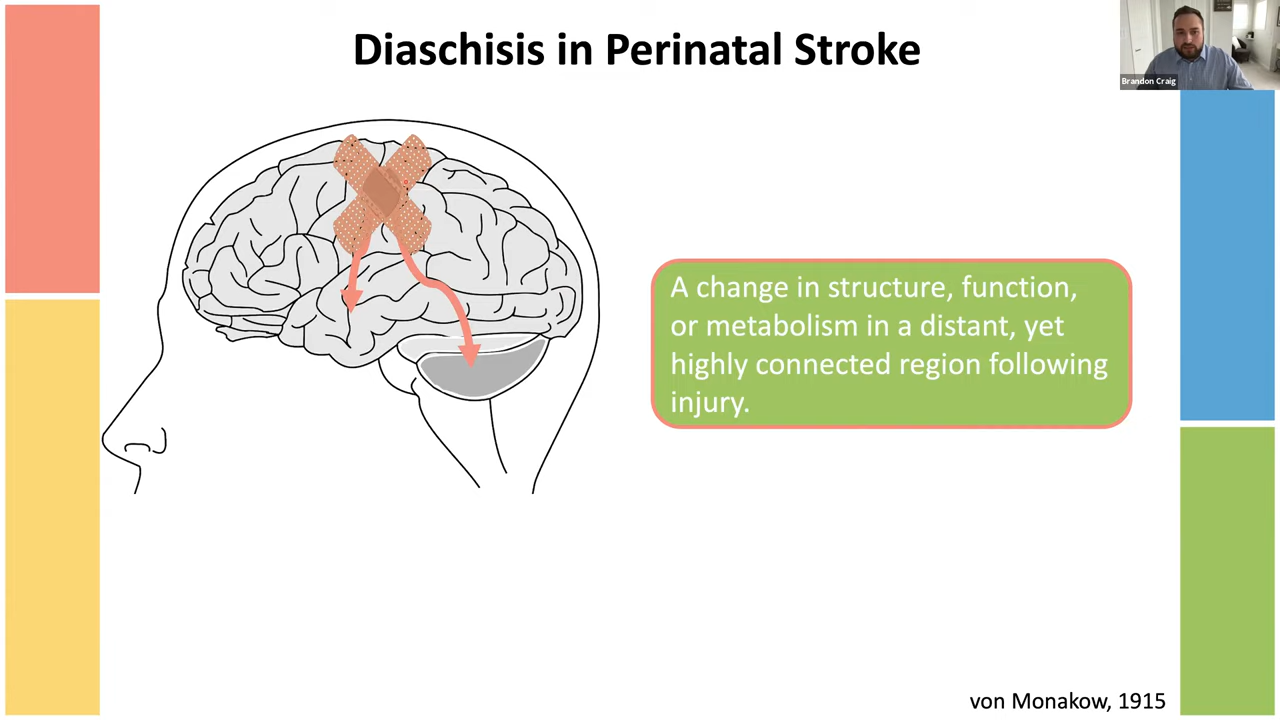 Diaschisis in Perinatal Stroke
Brandon Craig
A change in structure, function,
or metabolism in a distant, yet
highly connected region following
injury.
von Monakow, 1915